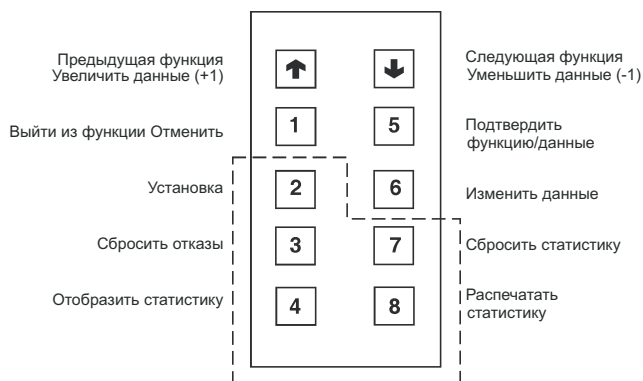 Предыдущая функция
Увеличить данные (+1)
Следующая функция
Уменьшить данные (-1)
Выйти из функции Отменить
1
5
Подтвердить
функцию/данные
Установка
2
6
Изменить данные
Сбросить отказы
3
7
Сбросить статистику
Отобразить статистику
4
8
Распечатать
статистику